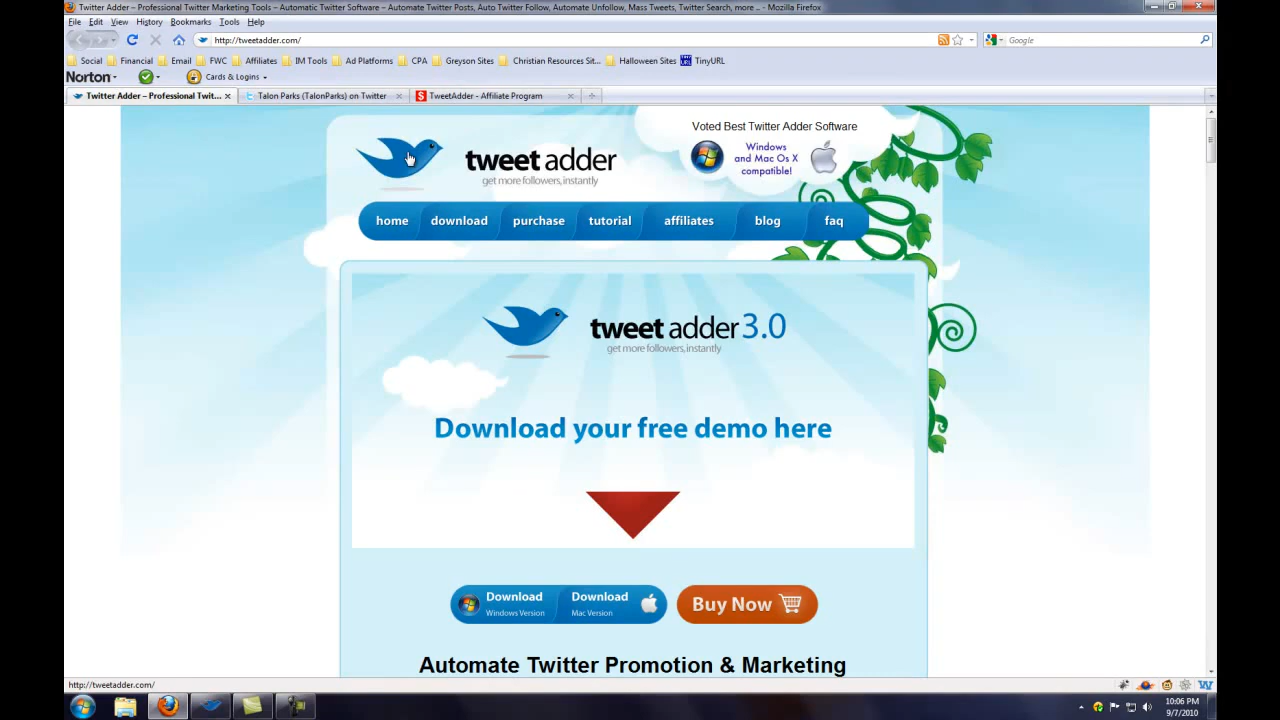 Twitter Adder – Professional Twitter Marketing Tools – Automatic Twitter Software – Automate Twitter Posts, Auto Twitter Follow, Automate Unfollow, Mass Tweets, Twitter Search, more .. - Mozilla Firefox
File Edit View History Bookmarks Tools Help
http://tweetadder.com/
Google
Social Financial Email FWC Affiliates IM Tools Ad Platforms CPA Greyson Sites Christian Resources Sit... Halloween Sites TinyURL
Norton Cards & Logins
Twitter Adder – Professional Twit...
Talon Parks (TalonParks) on Twitter
TweetAdder - Affiliate Program
Voted Best Twitter Adder Software
Windows
and Mac Os X
compatible!
tweet adder
get more followers, instantly
home download purchase tutorial affiliates blog faq
tweet adder 3.0
get more followers, instantly
Download your free demo here
Download
Windows Version
Download
Mac Version
Buy Now
Automate Twitter Promotion & Marketing
http://tweetadder.com/
10:06 PM
9/7/2010